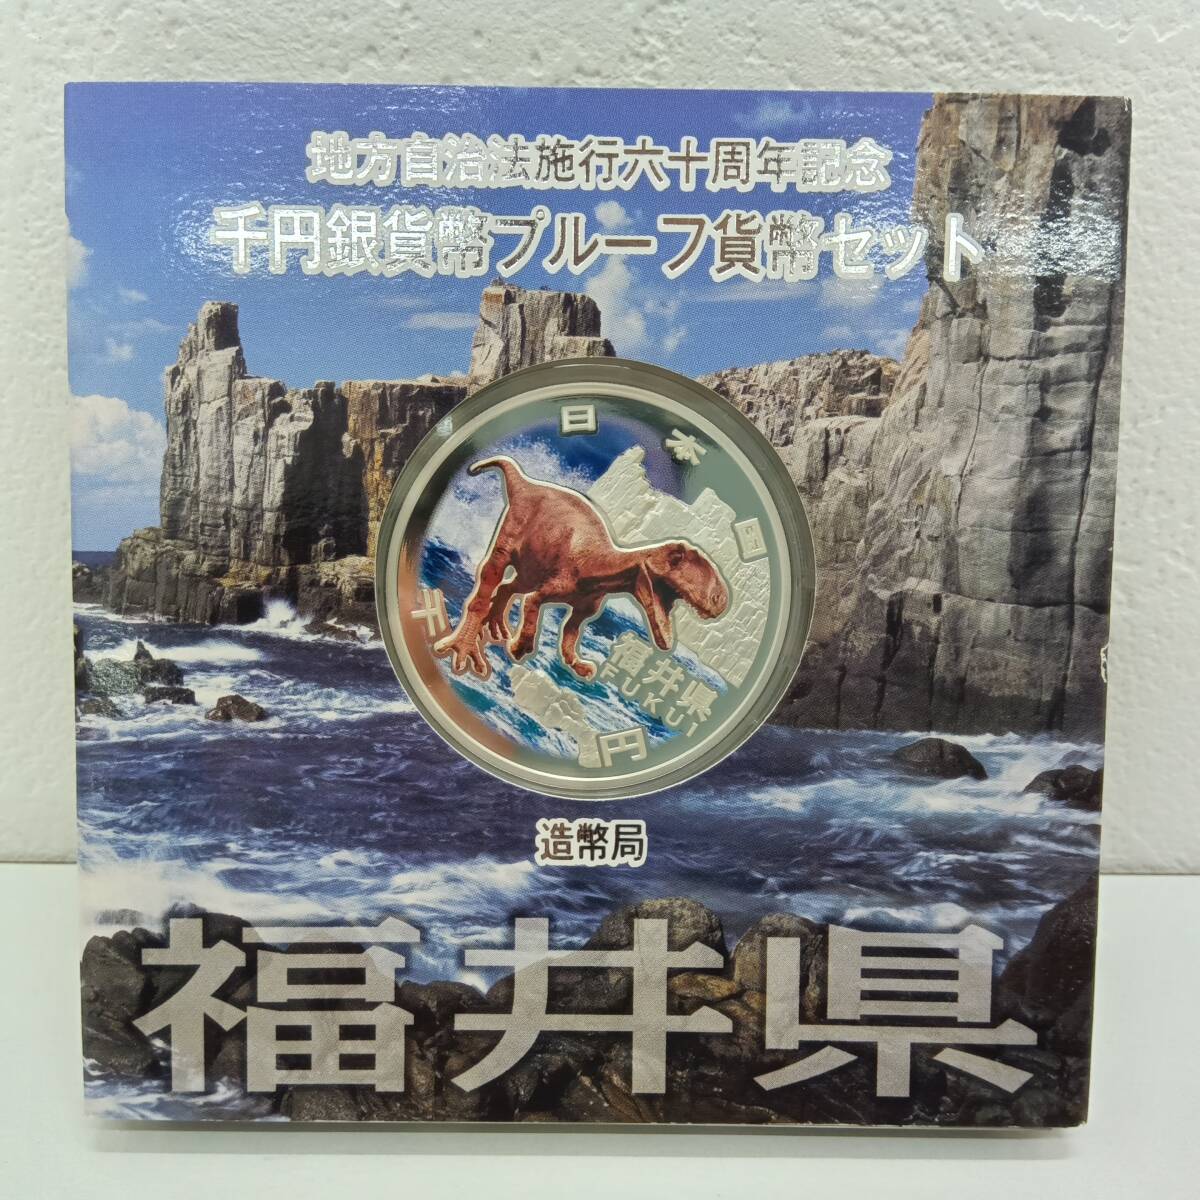 地方自治法施行六十周年記念
千円銀貨幣プルーフ貨幣セット
日本国
千円
福井県
FUKUI
造幣局
福井県